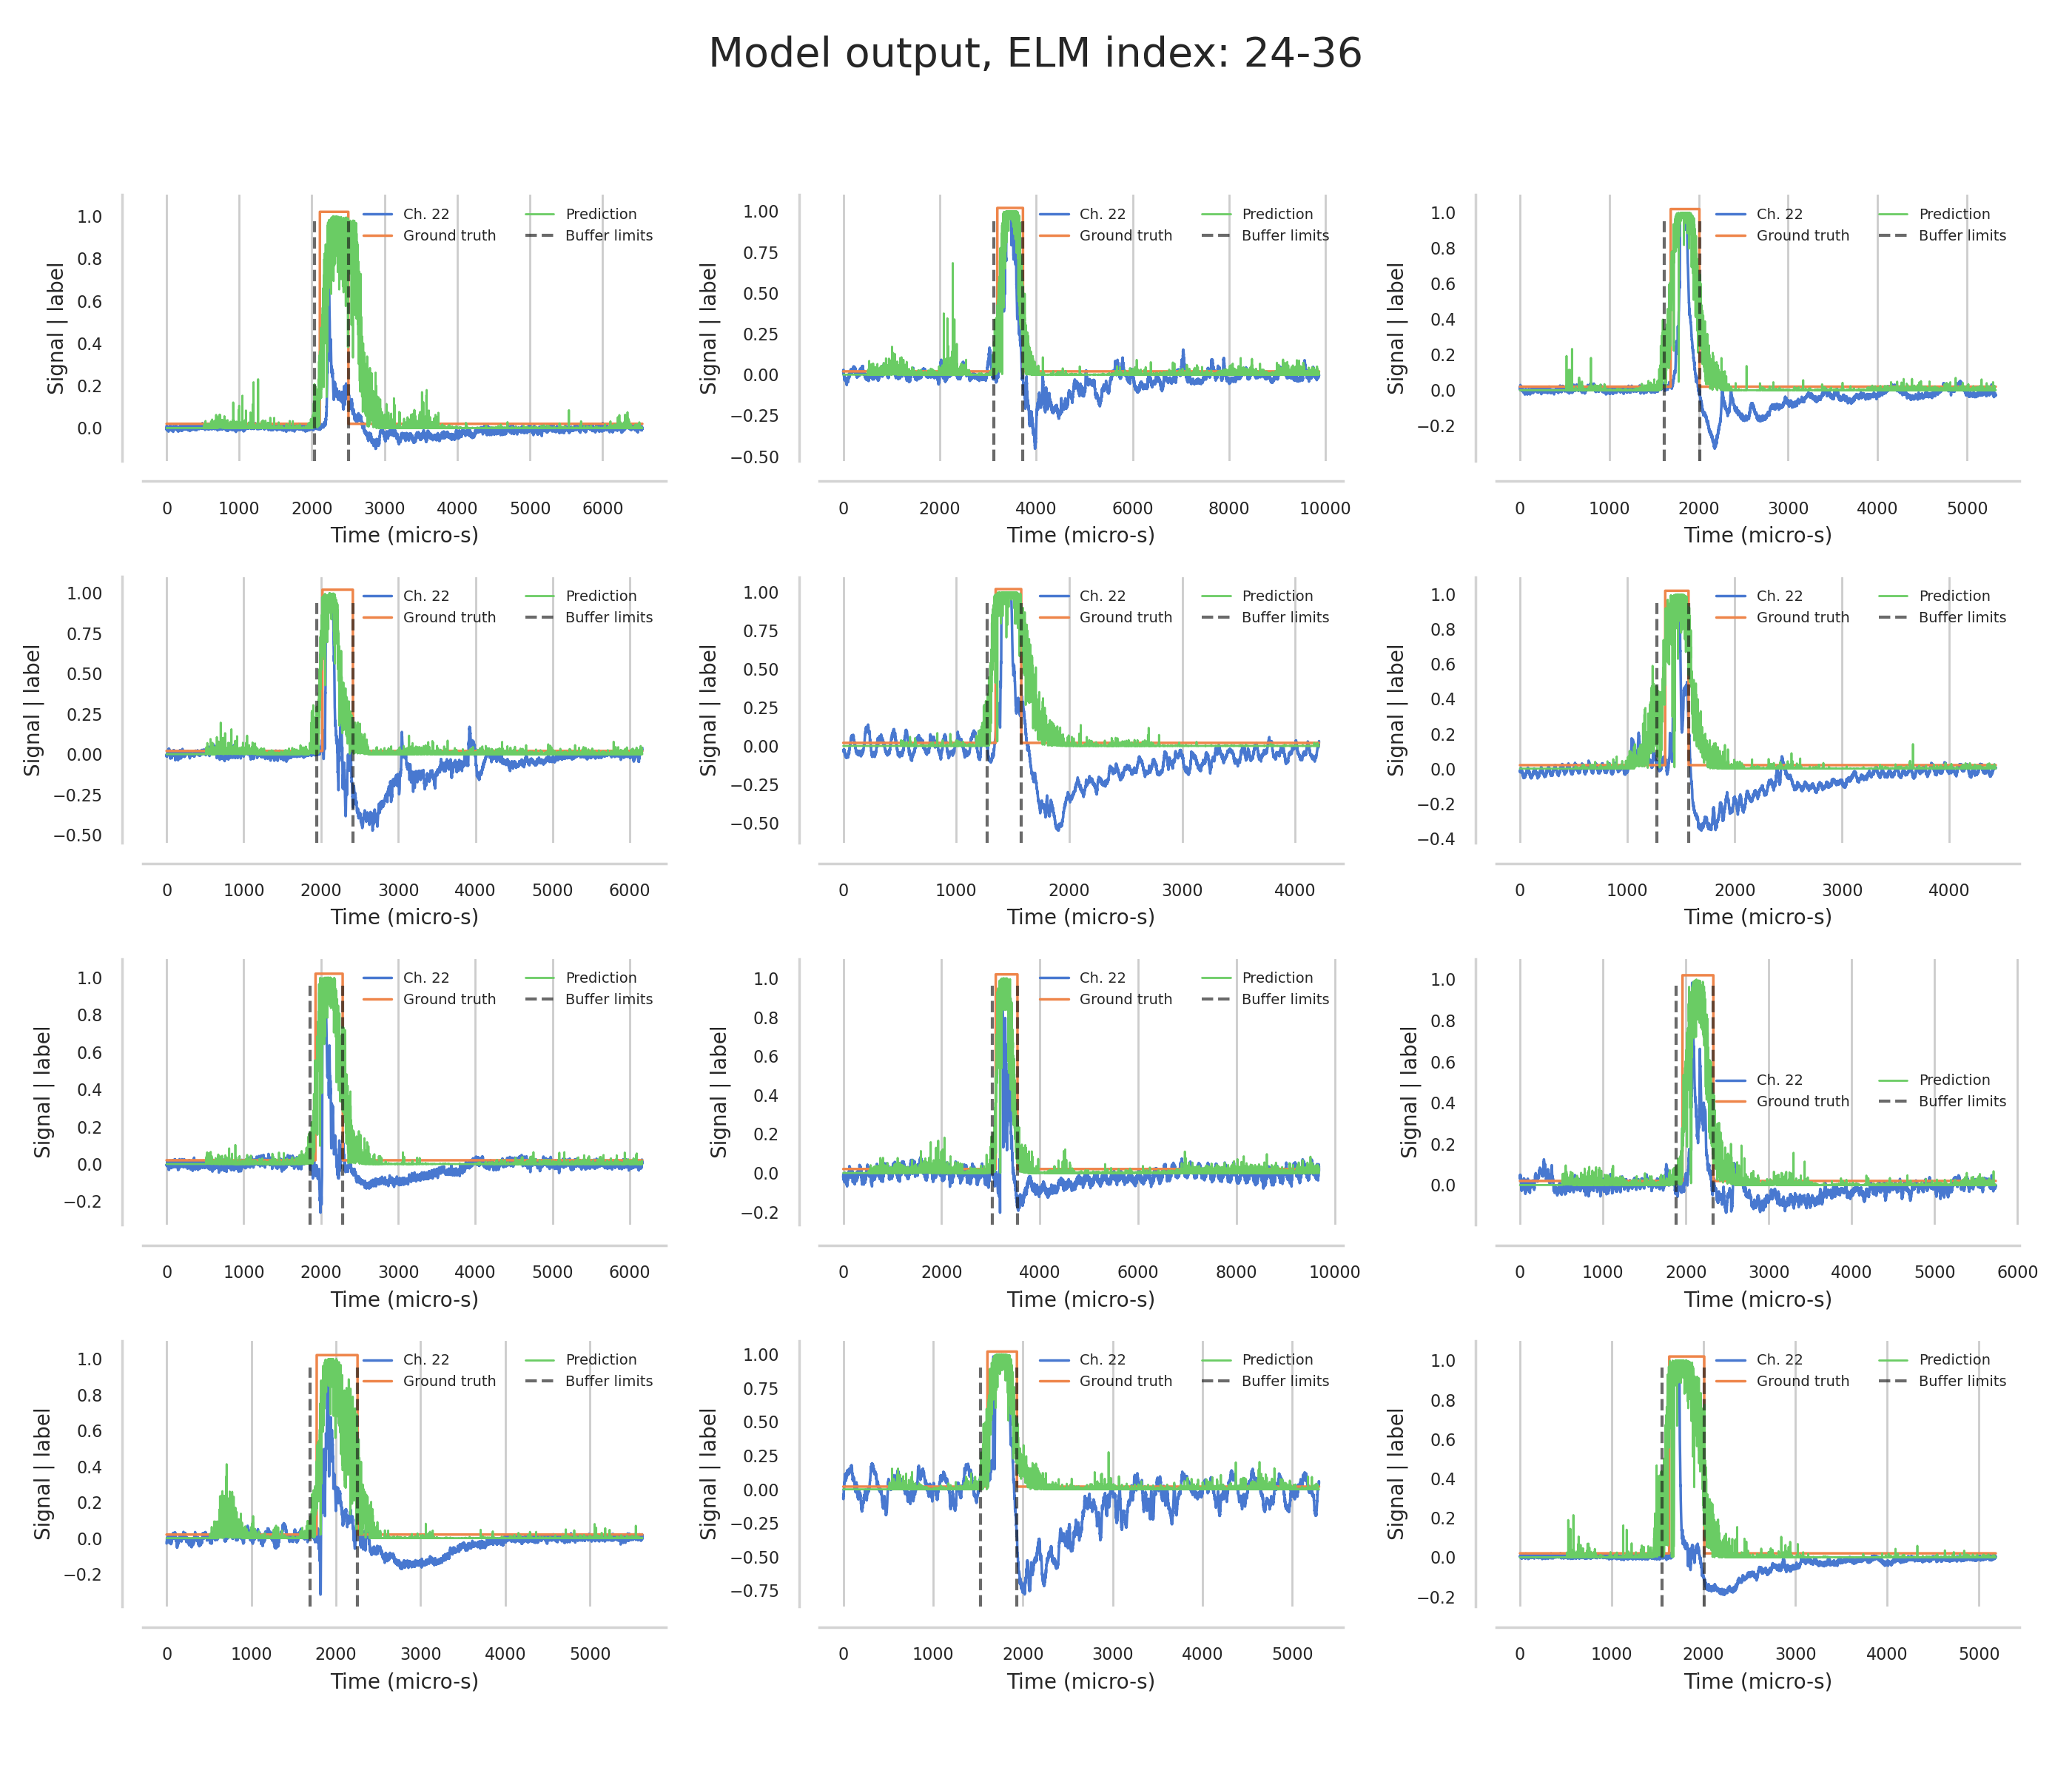 Model output, ELM index: 24-36
Signal | label
1.0
0.8
0.6
0.4
0.2
0.0
Ch. 22
Ground truth
Prediction
Buffer limits
0 1000 2000 3000 4000 5000 6000
Time (micro-s)
Signal | label
1.00
0.75
0.50
0.25
0.00
−0.25
−0.50
Ch. 22
Ground truth
Prediction
Buffer limits
0 2000 4000 6000 8000 10000
Time (micro-s)
Signal | label
1.0
0.8
0.6
0.4
0.2
0.0
−0.2
Ch. 22
Ground truth
Prediction
Buffer limits
0 1000 2000 3000 4000 5000
Time (micro-s)
Signal | label
1.00
0.75
0.50
0.25
0.00
−0.25
−0.50
Ch. 22
Ground truth
Prediction
Buffer limits
0 1000 2000 3000 4000 5000 6000
Time (micro-s)
Signal | label
1.00
0.75
0.50
0.25
0.00
−0.25
−0.50
Ch. 22
Ground truth
Prediction
Buffer limits
0 1000 2000 3000 4000
Time (micro-s)
Signal | label
1.0
0.8
0.6
0.4
0.2
0.0
−0.2
−0.4
Ch. 22
Ground truth
Prediction
Buffer limits
0 1000 2000 3000 4000
Time (micro-s)
Signal | label
1.0
0.8
0.6
0.4
0.2
0.0
−0.2
Ch. 22
Ground truth
Prediction
Buffer limits
0 1000 2000 3000 4000 5000 6000
Time (micro-s)
Signal | label
1.0
0.8
0.6
0.4
0.2
0.0
−0.2
Ch. 22
Ground truth
Prediction
Buffer limits
0 2000 4000 6000 8000 10000
Time (micro-s)
Signal | label
1.0
0.8
0.6
0.4
0.2
0.0
Ch. 22
Ground truth
Prediction
Buffer limits
0 1000 2000 3000 4000 5000 6000
Time (micro-s)
Signal | label
1.0
0.8
0.6
0.4
0.2
0.0
−0.2
Ch. 22
Ground truth
Prediction
Buffer limits
0 1000 2000 3000 4000 5000
Time (micro-s)
Signal | label
1.00
0.75
0.50
0.25
0.00
−0.25
−0.50
−0.75
Ch. 22
Ground truth
Prediction
Buffer limits
0 1000 2000 3000 4000 5000
Time (micro-s)
Signal | label
1.0
0.8
0.6
0.4
0.2
0.0
−0.2
Ch. 22
Ground truth
Prediction
Buffer limits
0 1000 2000 3000 4000 5000
Time (micro-s)